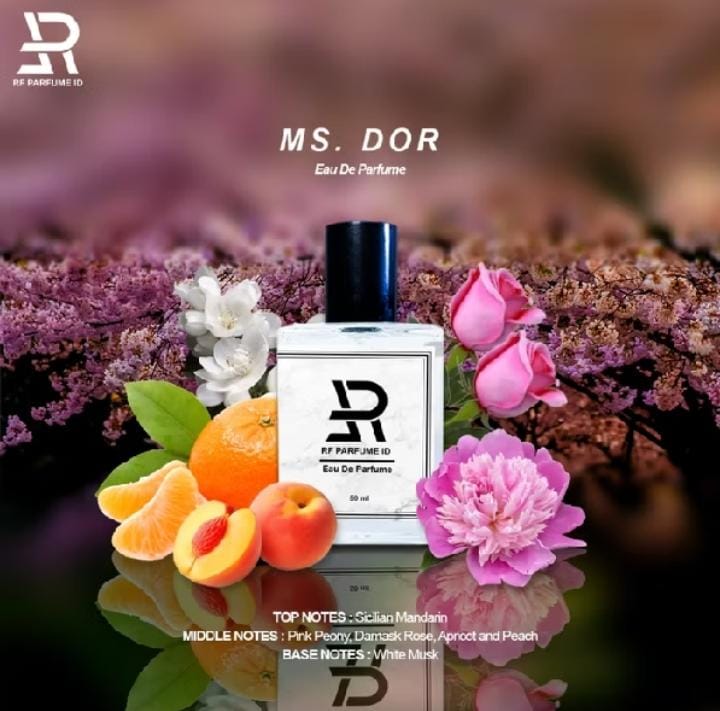 RF PARFUME ID
MS. DOR
Eau De Parfume
RF PARFUME ID
Eau De Parfume
50 ml
TOP NOTES : Sicilian Mandarin
MIDDLE NOTES : Pink Peony, Damask Rose, Aprocot and Peach
BASE NOTES : White Musk